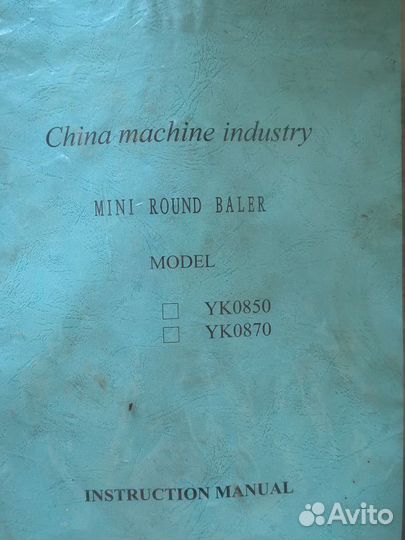 China machine industry
MINI ROUND BALER
MODEL
YK0850
YK0870
INSTRUCTION MANUAL
Avito